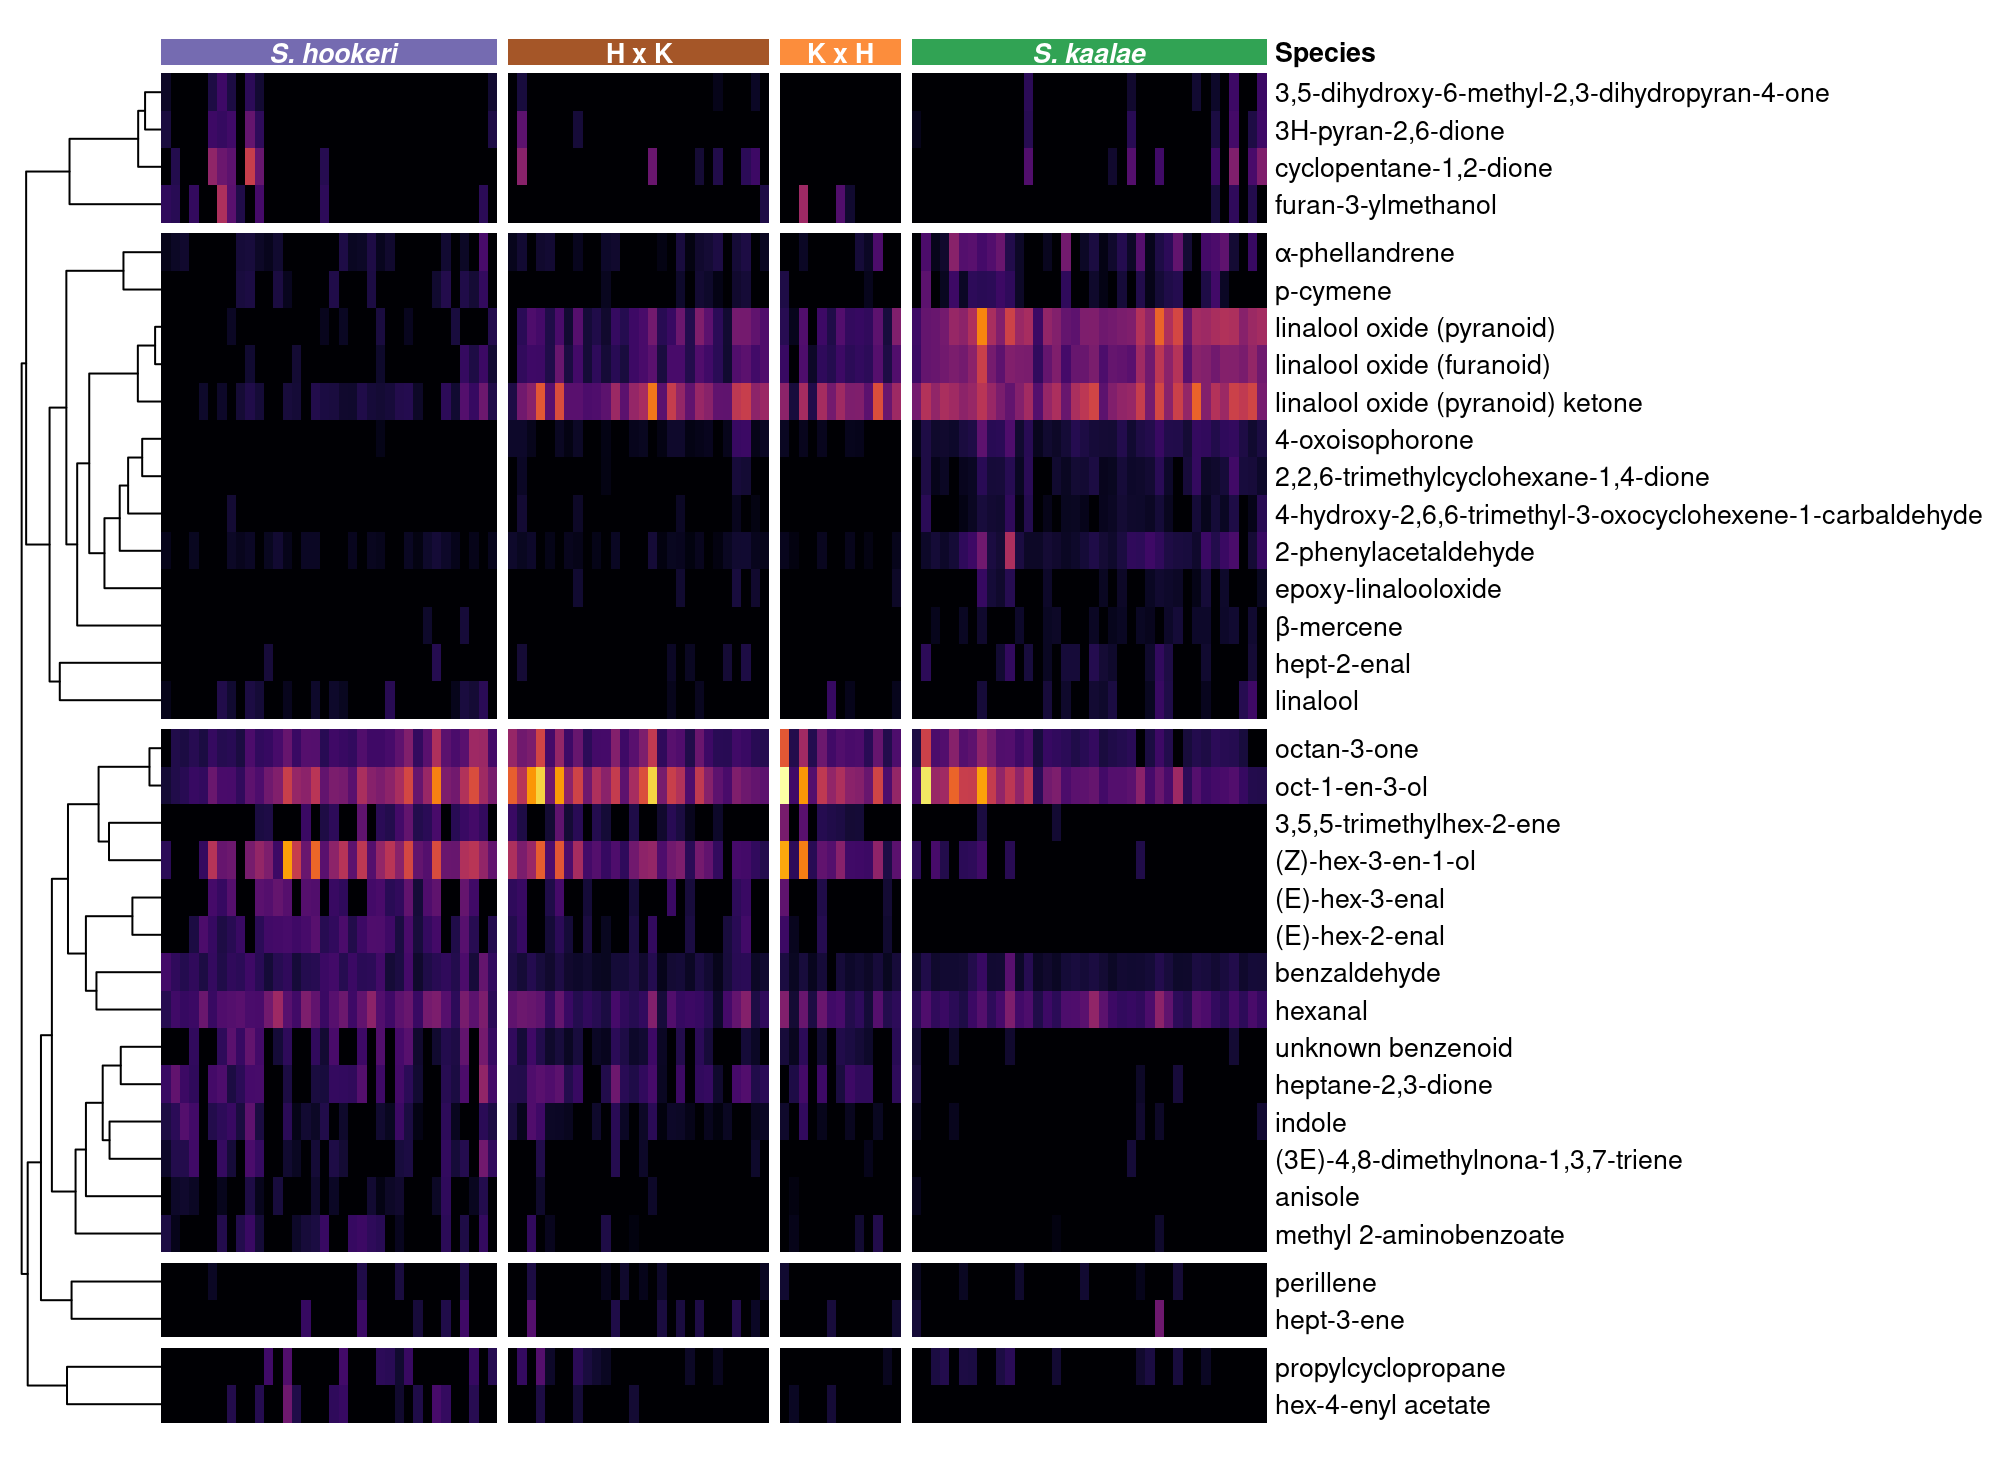 S. hookeri H x K K x H S. kaalae Species
3,5-dihydroxy-6-methyl-2,3-dihydropyran-4-one
3H-pyran-2,6-dione
cyclopentane-1,2-dione
furan-3-ylmethanol
α-phellandrene
p-cymene
linalool oxide (pyranoid)
linalool oxide (furanoid)
linalool oxide (pyranoid) ketone
4-oxoisophorone
2,2,6-trimethylcyclohexane-1,4-dione
4-hydroxy-2,6,6-trimethyl-3-oxocyclohexene-1-carbaldehyde
2-phenylacetaldehyde
epoxy-linalooloxide
β-mercene
hept-2-enal
linalool
octan-3-one
oct-1-en-3-ol
3,5,5-trimethylhex-2-ene
(Z)-hex-3-en-1-ol
(E)-hex-3-enal
(E)-hex-2-enal
benzaldehyde
hexanal
unknown benzenoid
heptane-2,3-dione
indole
(3E)-4,8-dimethylnona-1,3,7-triene
anisole
methyl 2-aminobenzoate
perillene
hept-3-ene
propylcyclopropane
hex-4-enyl acetate